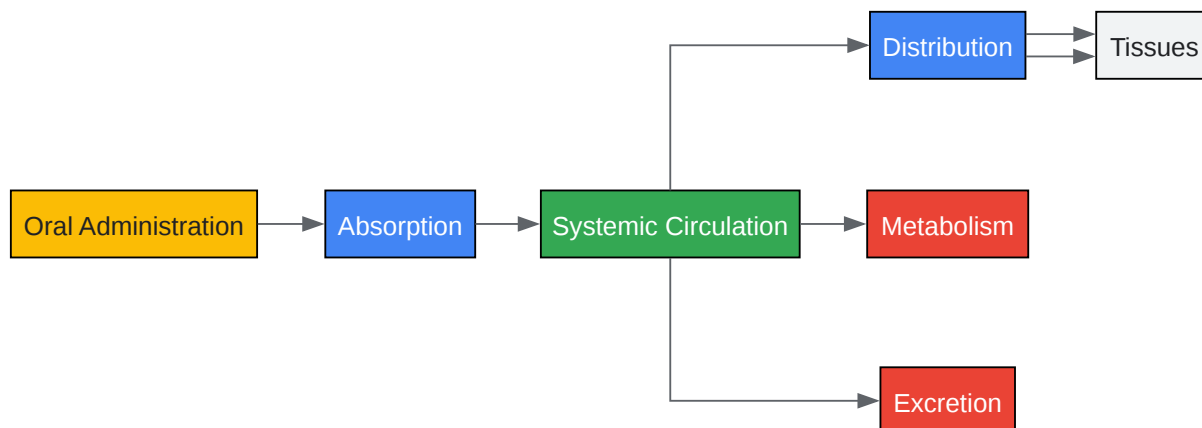 Distribution
Tissues
Oral Administration
Absorption
Systemic Circulation
Metabolism
Excretion